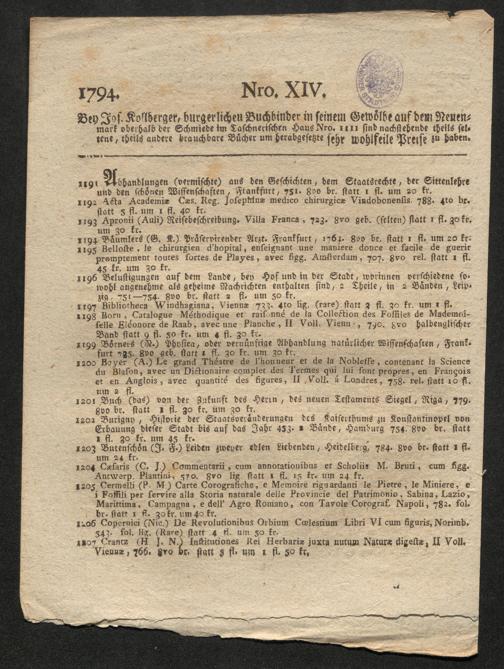 1794. Nro. XIV.
Bey Jos. Kollberger, burgerlichen Buchbinder in seinem Gewölbe auf dem Neuen-
markt oberhalb der Schmiede im Taschnerischen Haus Nro. 1111 sind nachstehende theils sel-
tene, theils andere brauchbare Bücher um herabgesetzte sehr wohlfeile Preise zu haben.
1191 Abhandlungen (vermischte) aus den Geschichten, dem Staatsrechte, der Sittenlehre
und den schönen Wissenschaften, Frankfurt, 751. 8vo br. statt 1 fl. um 20 kr.
1192 Acta Academiæ Cæs. Reg. Josephinæ medico chirurgicæ Vindobonensis 788. 4to br.
statt 5 fl. um 1 fl. 40 kr.
1193 Apronii (Auli) Reisebeschreibung. Villa Franca, 723. 8vo geb. (selten) statt 1 fl. 30 kr.
um 30 kr.
1194 Bäumlers (G. K.) Präservirender Arzt. Frankfurt, 1764. 8vo br. statt 1 fl. um 20 kr.
1195 Belloste, le chirurgien d'hopital, enseignant une maniere donce et facile de guerir
promptement toutes sortes de Playes, avec figg. Amsterdam, 707. 8vo rel. statt 1 fl.
45 kr. um 30 kr.
1196 Belustigungen auf dem Lande, bey Hof und in der Stadt, worinnen verschiedene so-
wohl angenehme als geheime Nachrichten enthalten sind, 2 Theile, in 2 Bänden, Leip-
zig. 751—754. 8vo statt 2 fl. um 50 kr.
1197 Bibliotheca Windhagiana, Viennæ 733. 4to lig. (rare) statt 3 fl. 30 kr. um 1 fl.
1198 Born, Catalogue Méthodique et raisonné de la Collection des Fossiles de Mademoi-
selle Eléonore de Raab, avec une Planche, II Voll. Vienne, 790. 8vo halbenglischer
Band statt 9 fl. 50 kr. um 4 fl. 30 kr.
1199 Börners (N.) Physica, oder vernünftige Abhandlung natürlicher Wissenschaften, Frank-
furt 735. 8vo geb. statt 1 fl. 30 kr. um 30 kr.
1200 Boyer (A.) Le grand Théatre de l'honneur et de la Noblesse, contenant la Science
du Blason, avec un Dictionaire complet des Termes qui lui sont propres, en François
et en Anglois, avec quantité des figures, II Voll. à Londres, 758. rel. statt 10 fl.
um 2 fl.
1201 Buch (das) von der Zukunft des Herrn, des neuen Testaments Siegel, Riga, 779.
8vo br. statt 1 fl. 30 kr. um 30 kr.
1202 Burigny, Historie der Staatsveränderungen des Kaiserthums zu Konstantinopel von
Erbauung dieser Stadt bis auf das Jahr 453. 2 Bände, Hamburg 754. 8vo br. statt
1 fl. 30 kr. um 45 kr.
1203 Butenschön (J. F.) Leiden zweyer edlen Liebenden, Heidelberg, 784. 8vo br. statt 1 fl.
um 24 kr.
1204 Cæsaris (C. J.) Commentarii, cum annotationibus et Scholiis M. Bruti, cum figg.
Antwerp. Plantini, 570. 8vo lig statt 1 fl. 15 kr. um 24 kr.
1205 Cermelli (P. M.) Carte Corografiche, e Memorie riguardanti le Pietre, le Miniere, e
i Fossili per servire alla Storia naturale delle Provincie del Patrimonio, Sabina, Lazio,
Marittima, Campagna, e dell' Agro Romano, con Tavole Corograf. Napoli, 782. fol.
br. statt 1 fl. 30 kr. um 40 kr.
1206 Copernici (Nic.) De Revolutionibus Orbium Cœlestium Libri VI cum figuris, Norimb.
543. fol. lig. (Rare) statt 4 fl. um 50 kr.
1207 Crantz (H J. N.) Institutiones Rei Herbariæ juxta nutum Naturæ digestæ, II Voll.
Viennæ, 766. 8vo br. statt 3 fl. um 1 fl. 50 kr.